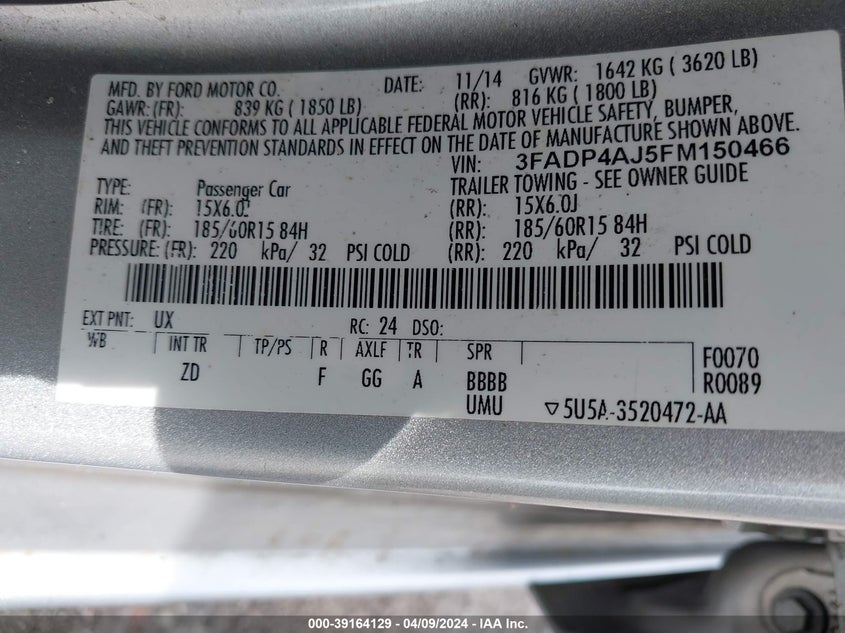 MFD. BY FORD MOTOR CO. DATE: 11/14 GVWR: 1642 KG ( 3620 LB)
GAWR: (FR): 839 KG ( 1850 LB) (RR): 816 KG ( 1800 LB)
THIS VEHICLE CONFORMS TO ALL APPLICABLE FEDERAL MOTOR VEHICLE SAFETY, BUMPER,
AND THEFT PREVENTION STANDARDS IN EFFECT ON THE DATE OF MANUFACTURE SHOWN ABOVE.
VIN: 3FADP4AJ5FM150466
TYPE: Passenger Car TRAILER TOWING - SEE OWNER GUIDE
RIM: (FR): 15X6.0J (RR): 15X6.0J
TIRE: (FR): 185/60R15 84H (RR): 185/60R15 84H
PRESSURE: (FR): 220 kPa/ 32 PSI COLD (RR): 220 kPa/ 32 PSI COLD
EXT PNT: UX RC: 24 DSO:
WB INT TR TP/PS R AXLE TR SPR F0070
ZD F GG A BBBB R0089
UMU ▽5U5A-3520472-AA
000-39164129 | 04/09/2024 | IAA Inc.